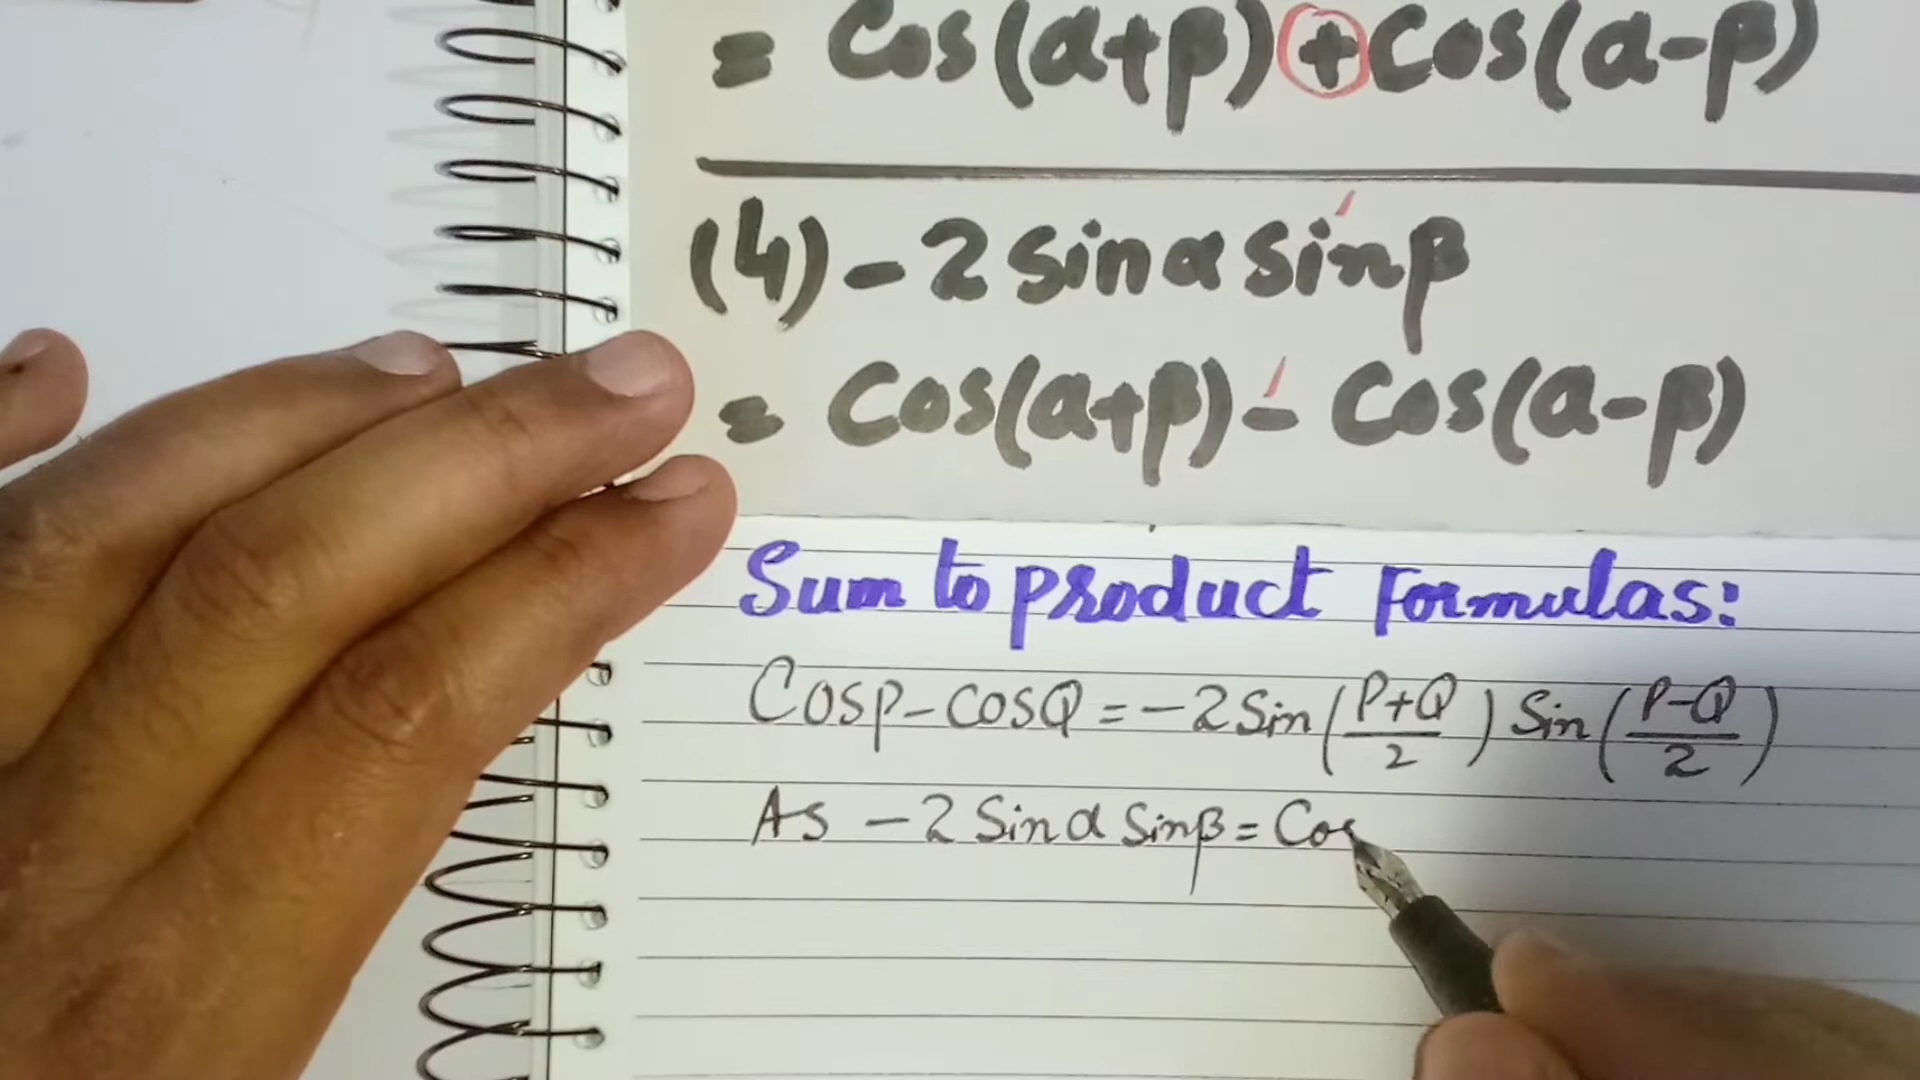 = Cos(α+β)+Cos(α-β)
(4) - 2 sinα sinβ
= Cos(α+β) - Cos(α-β)
Sum to product Formulas:
CosP-cosQ = -2 Sin(P+Q/2) Sin(P-Q/2)
As -2 Sinα Sinβ = Cos